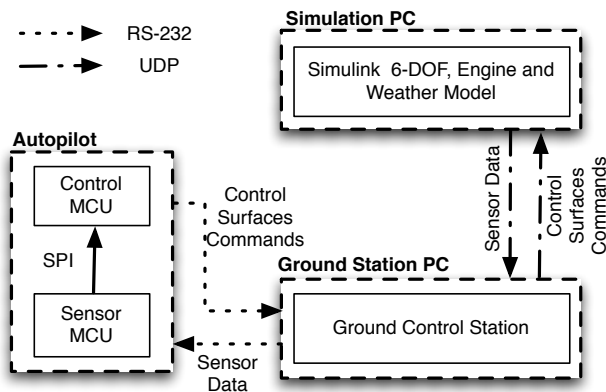 RS-232
UDP
Simulation PC
Simulink 6-DOF, Engine and
Weather Model
Autopilot
Control
MCU
SPI
Sensor
MCU
Control
Surfaces
Commands
Sensor Data
Control
Surfaces
Commands
Ground Station PC
Ground Control Station
Sensor
Data